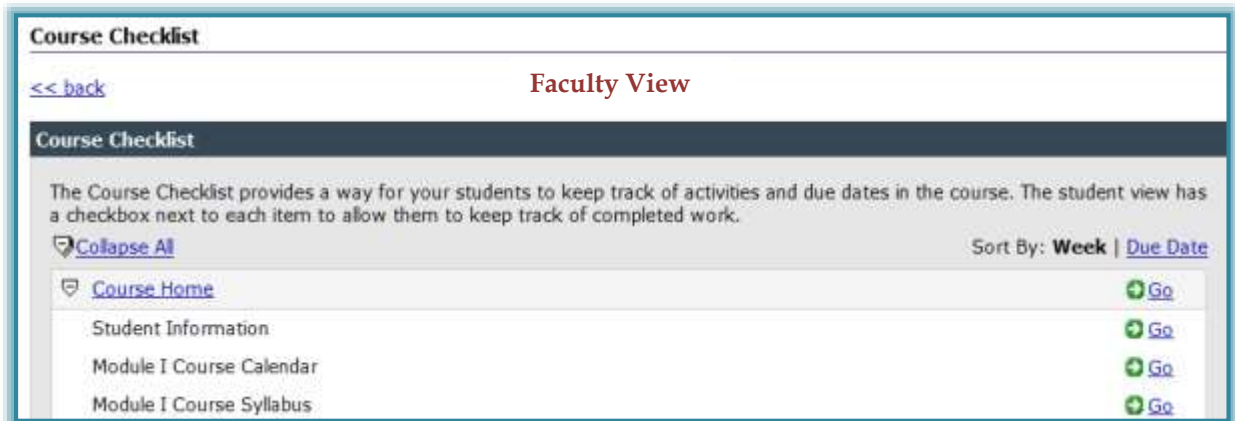 Course Checklist
<< back
Faculty View
Course Checklist
The Course Checklist provides a way for your students to keep track of activities and due dates in the course. The student view has
a checkbox next to each item to allow them to keep track of completed work.
Collapse All Sort By: Week | Due Date
Course Home Go
Student Information Go
Module I Course Calendar Go
Module I Course Syllabus Go